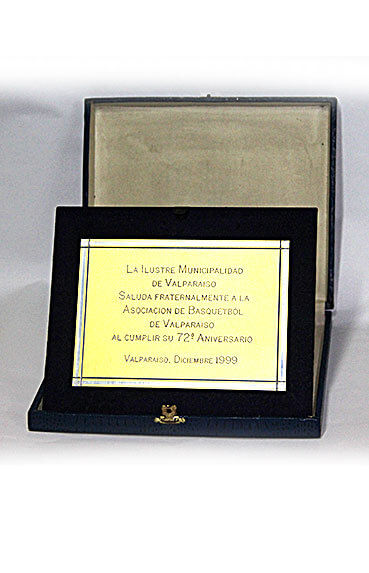 La Ilustre Municipalidad
de Valparaiso
Saluda fraternalmente a la
Asociacion de Basquetbol
de Valparaiso
al cumplir su 72º Aniversario
Valparaiso, Diciembre 1999